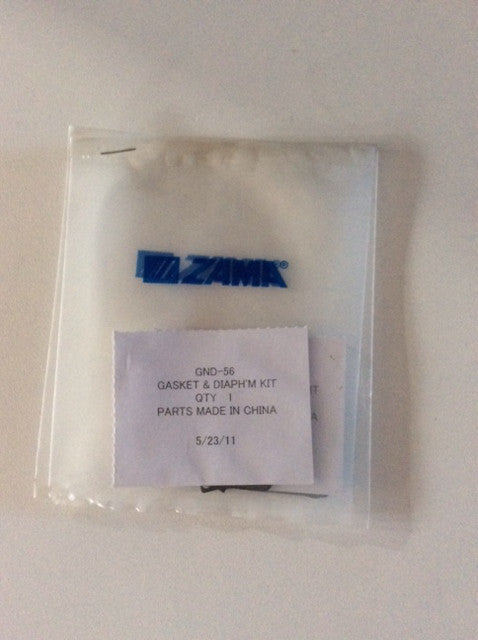 ZAMA®
GND-56
GASKET & DIAPH'M KIT
QTY 1
PARTS MADE IN CHINA
5/23/11